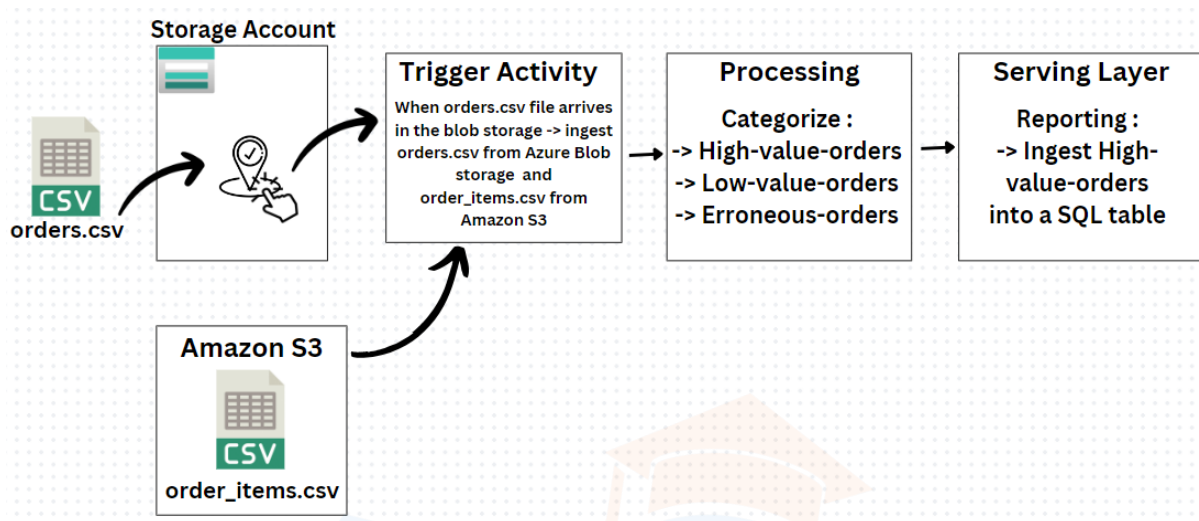 Storage Account
CSV
orders.csv
Trigger Activity
When orders.csv file arrives
in the blob storage -> ingest
orders.csv from Azure Blob
storage and
order_items.csv from
Amazon S3
Processing
Categorize :
-> High-value-orders
-> Low-value-orders
-> Erroneous-orders
Serving Layer
Reporting :
-> Ingest High-
value-orders
into a SQL table
Amazon S3
CSV
order_items.csv